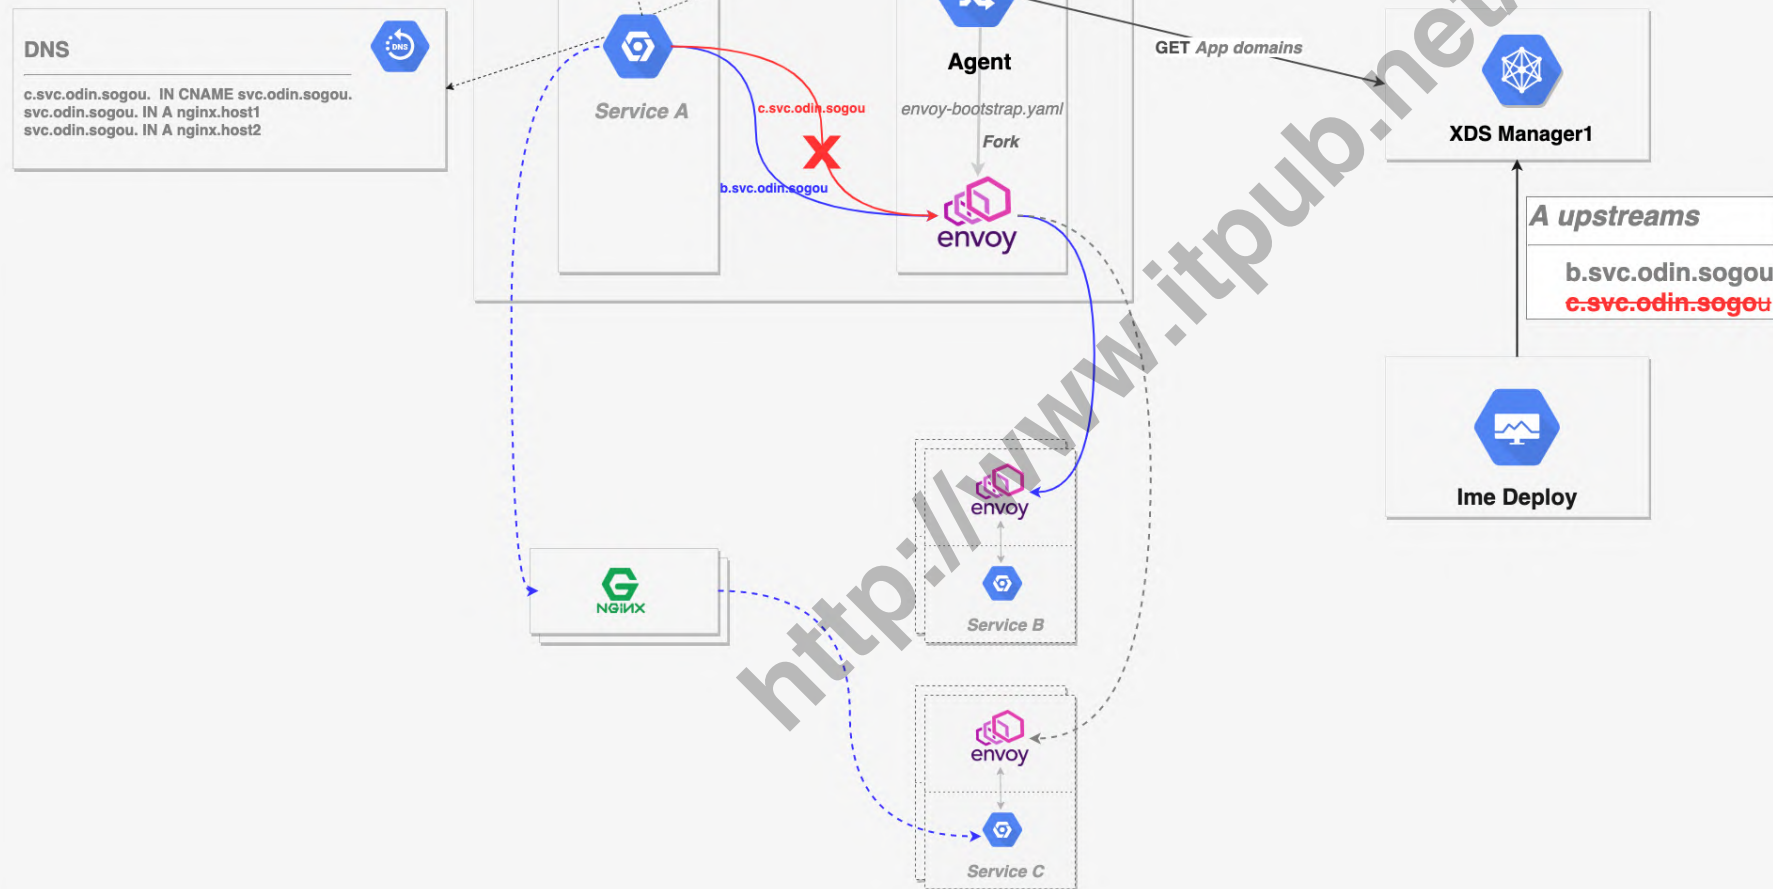 DNS
c.svc.odin.sogou. IN CNAME svc.odin.sogou.
svc.odin.sogou. IN A nginx.host1
svc.odin.sogou. IN A nginx.host2
Service A
c.svc.odin.sogou
X
b.svc.odin.sogou
Agent
envoy-bootstrap.yaml
Fork
envoy
GET App domains
XDS Manager1
A upstreams
b.svc.odin.sogou
c.svc.odin.sogou
Ime Deploy
NGINX
envoy
Service B
envoy
Service C
http://www.itpub.net/